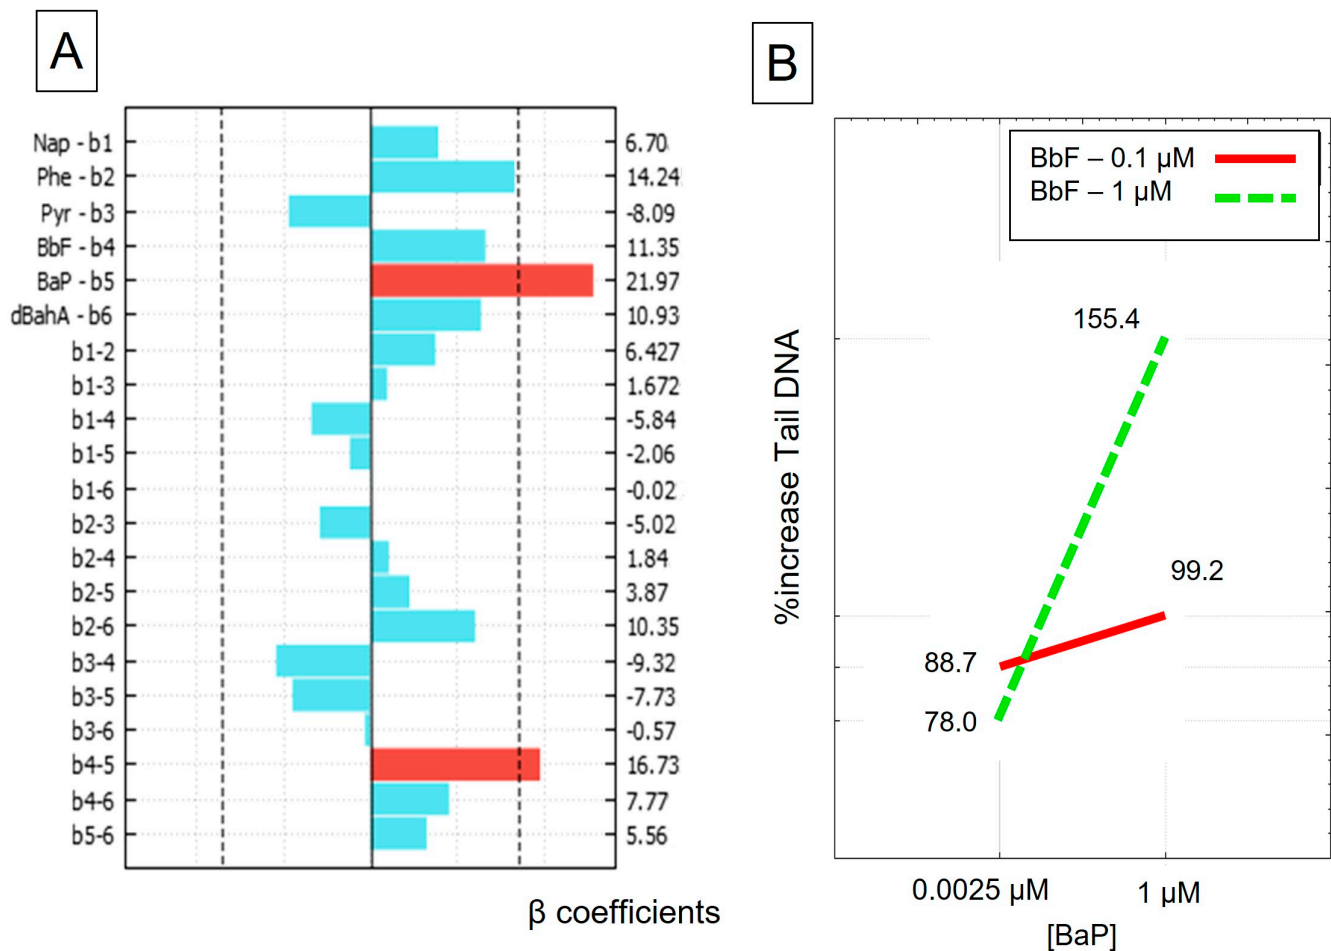 A
Nap - b1 6.70
Phe - b2 14.24
Pyr - b3 -8.09
BbF - b4 11.35
BaP - b5 21.97
dBahA - b6 10.93
b1-2 6.427
b1-3 1.672
b1-4 -5.84
b1-5 -2.06
b1-6 -0.02
b2-3 -5.02
b2-4 1.84
b2-5 3.87
b2-6 10.35
b3-4 -9.32
b3-5 -7.73
b3-6 -0.57
b4-5 16.73
b4-6 7.77
b5-6 5.56
β coefficients
B
BbF – 0.1 µM
BbF – 1 µM
%increase Tail DNA
155.4
99.2
88.7
78.0
0.0025 µM 1 µM
[BaP]